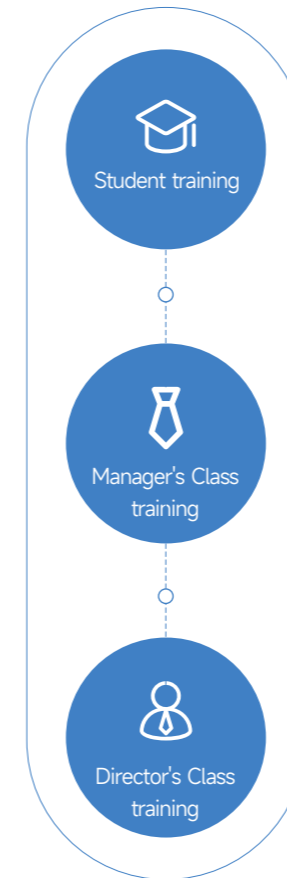 Student training
Manager's Class
training
Director's Class
training